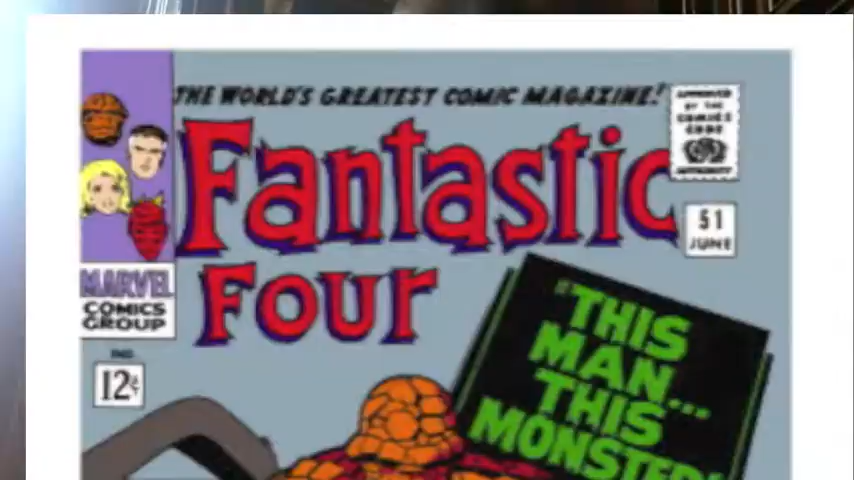 THE WORLD'S GREATEST COMIC MAGAZINE!
APPROVED
BY THE
COMICS
CODE
AUTHORITY
Fantastic
Four
51
JUNE
MARVEL
COMICS
GROUP
IND.
12¢
"THIS
MAN...
THIS
MONSTER!"